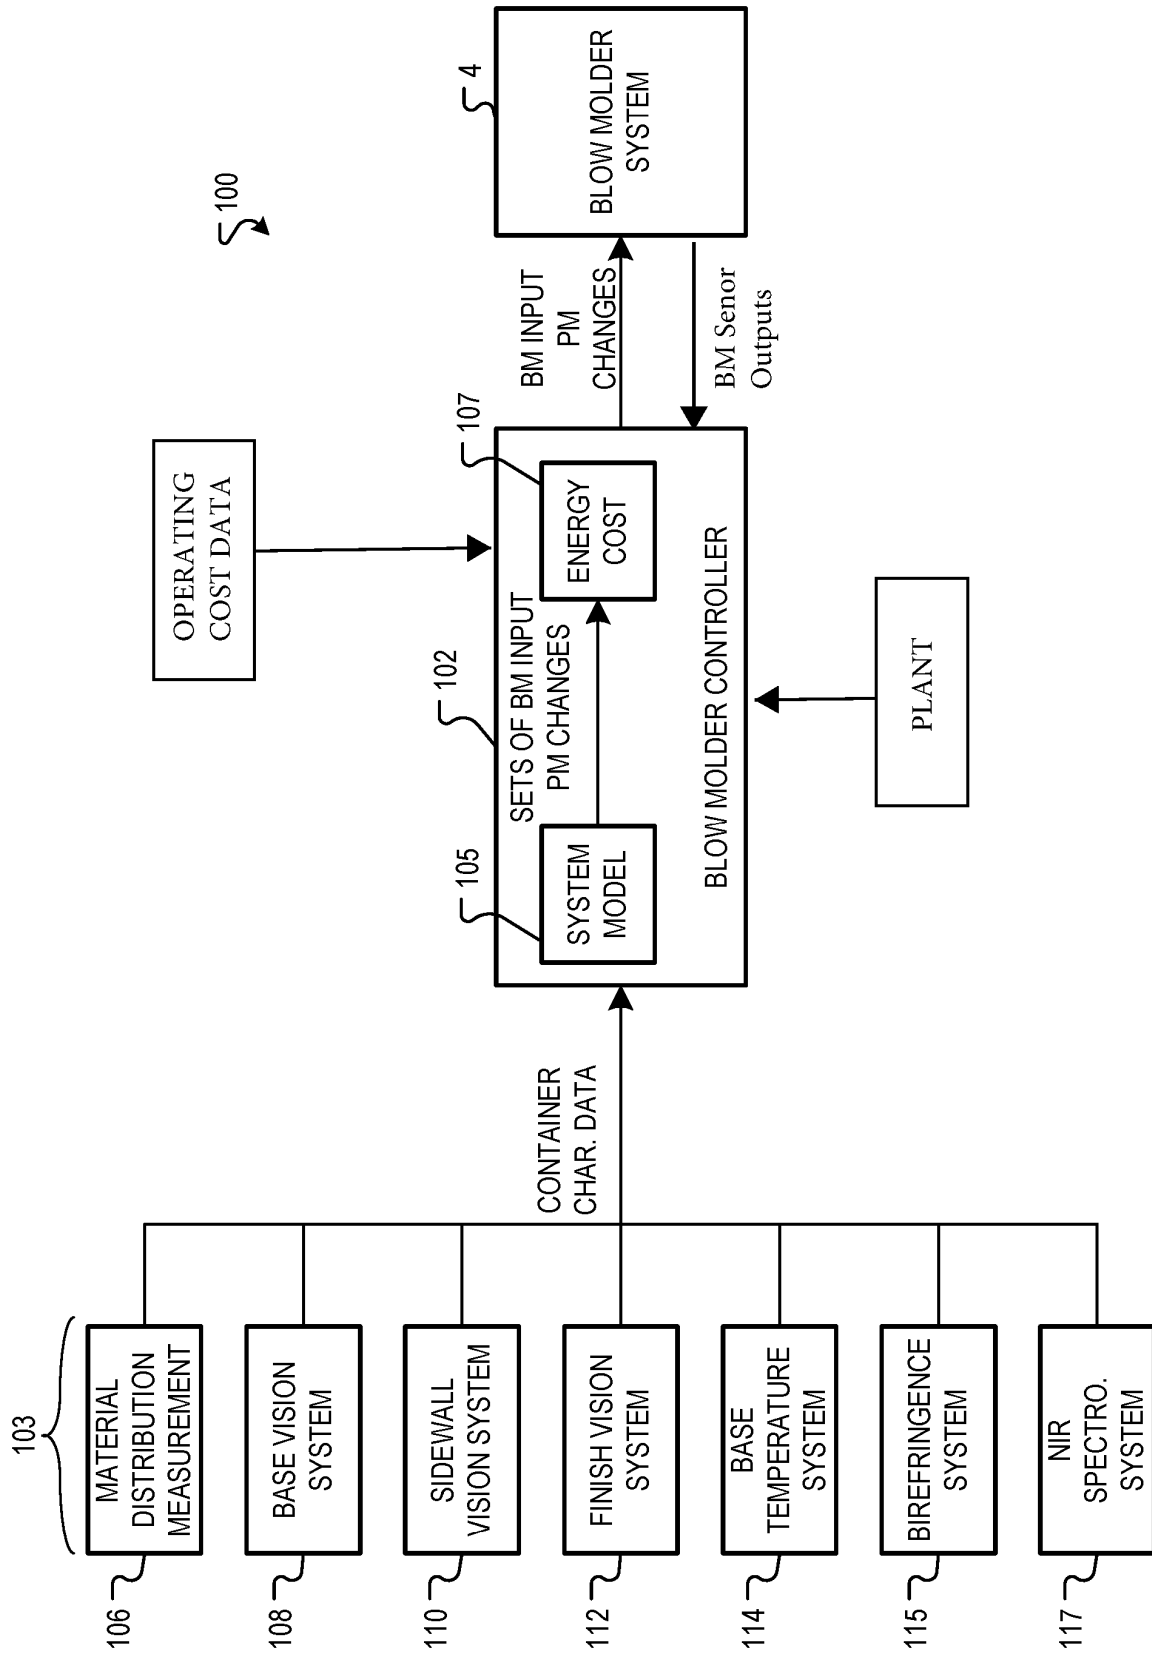 100
103
106
MATERIAL
DISTRIBUTION
MEASUREMENT
108
BASE VISION
SYSTEM
110
SIDEWALL
VISION SYSTEM
112
FINISH VISION
SYSTEM
114
BASE
TEMPERATURE
SYSTEM
115
BIREFRINGENCE
SYSTEM
117
NIR
SPECTRO.
SYSTEM
CONTAINER
CHAR. DATA
OPERATING
COST DATA
102
SETS OF BM INPUT
PM CHANGES
105
SYSTEM
MODEL
107
ENERGY
COST
BLOW MOLDER CONTROLLER
PLANT
BM INPUT
PM
CHANGES
BM Senor
Outputs
4
BLOW MOLDER
SYSTEM